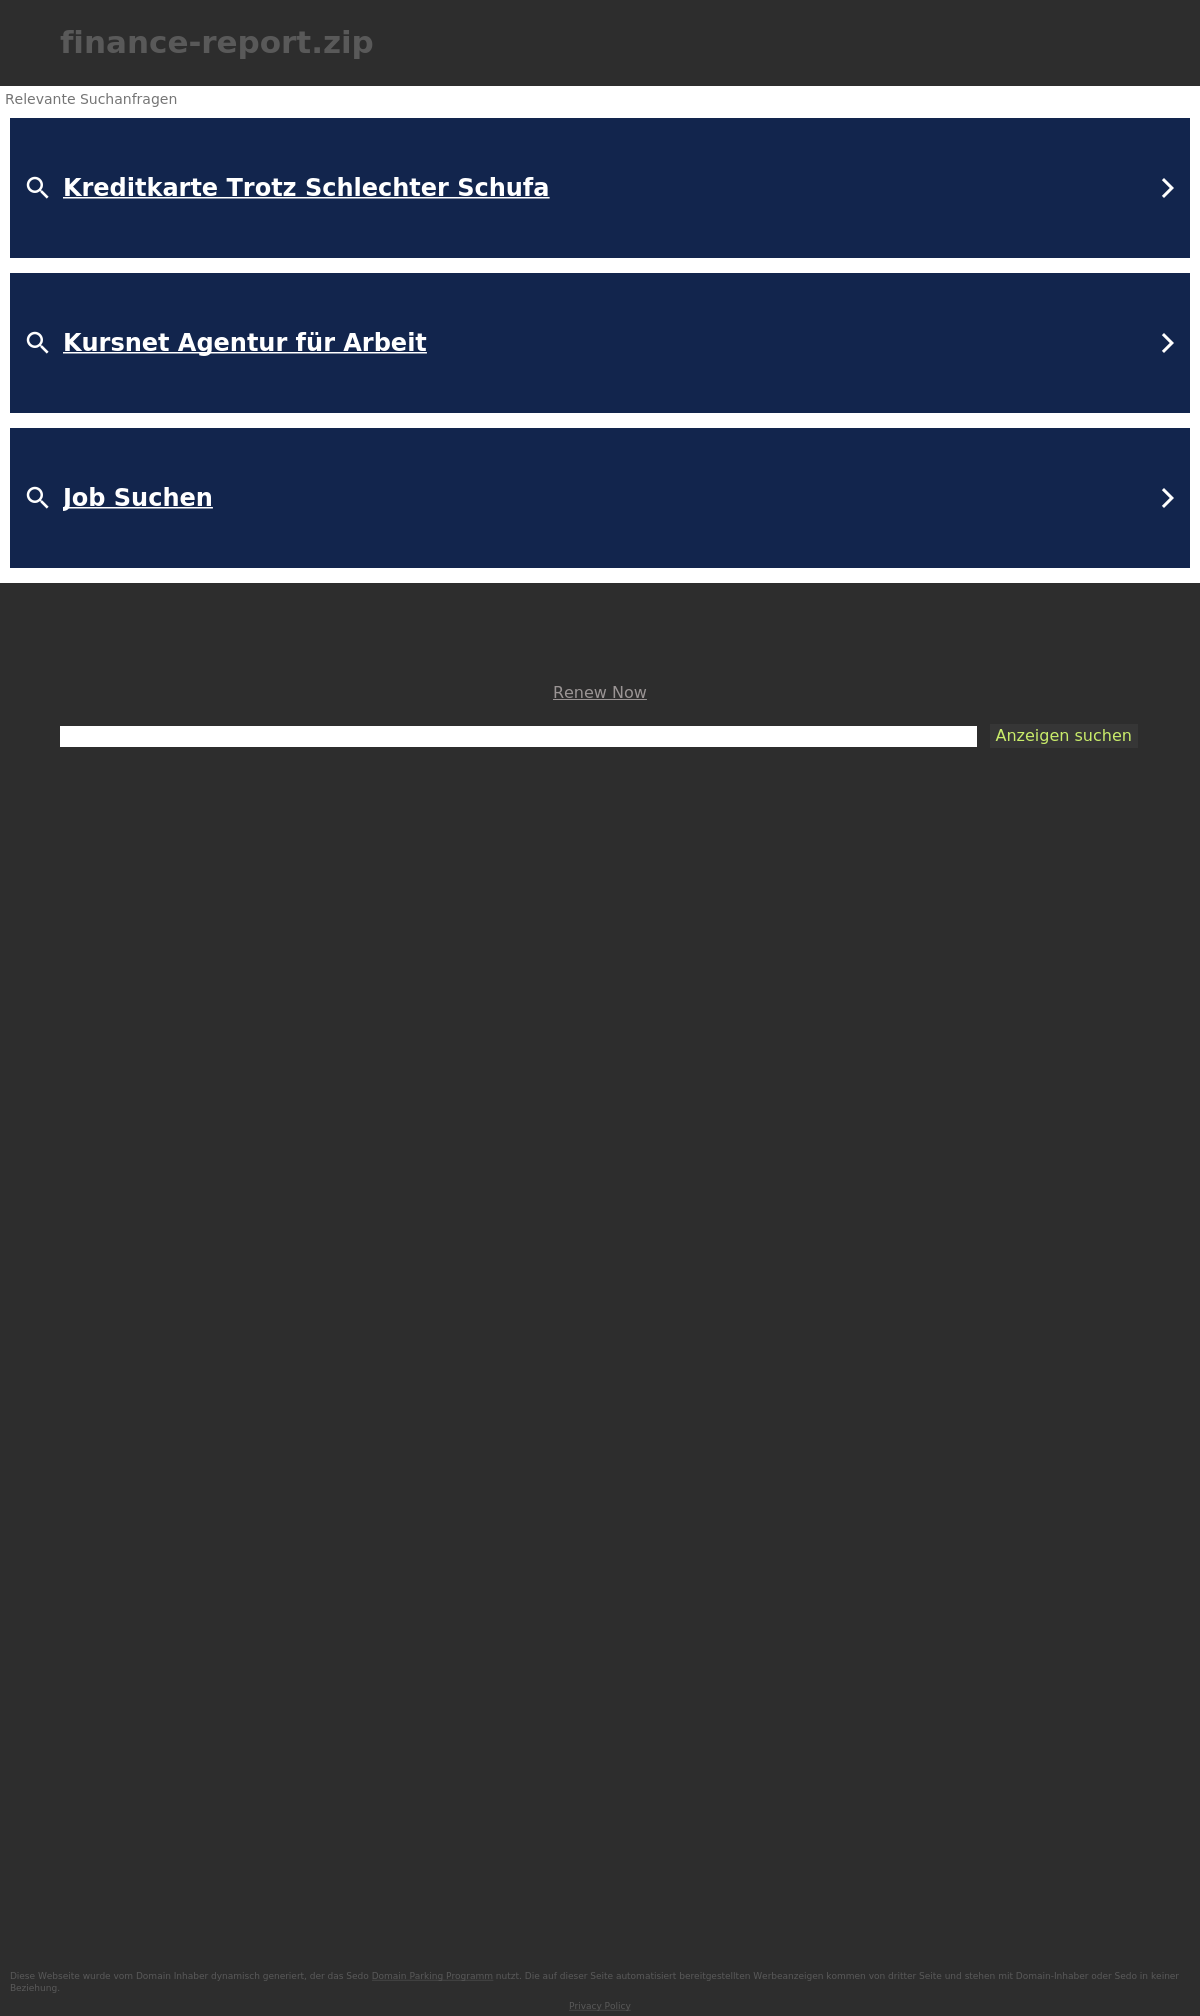 finance-report.zip
Relevante Suchanfragen
Kreditkarte Trotz Schlechter Schufa
Kursnet Agentur für Arbeit
Job Suchen
Renew Now
Anzeigen suchen
Diese Webseite wurde vom Domain Inhaber dynamisch generiert, der das Sedo Domain Parking Programm nutzt. Die auf dieser Seite automatisiert bereitgestellten Werbeanzeigen kommen von dritter Seite und stehen mit Domain-Inhaber oder Sedo in keiner
Beziehung.
Privacy Policy